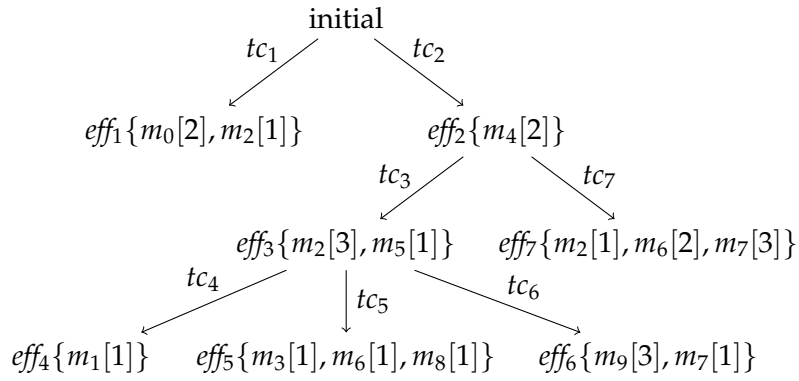 initial
tc₁ tc₂
eff₁{m₀[2], m₂[1]} eff₂{m₄[2]}
tc₃ tc₇
eff₃{m₂[3], m₅[1]} eff₇{m₂[1], m₆[2], m₇[3]}
tc₄ tc₅ tc₆
eff₄{m₁[1]} eff₅{m₃[1], m₆[1], m₈[1]} eff₆{m₉[3], m₇[1]}